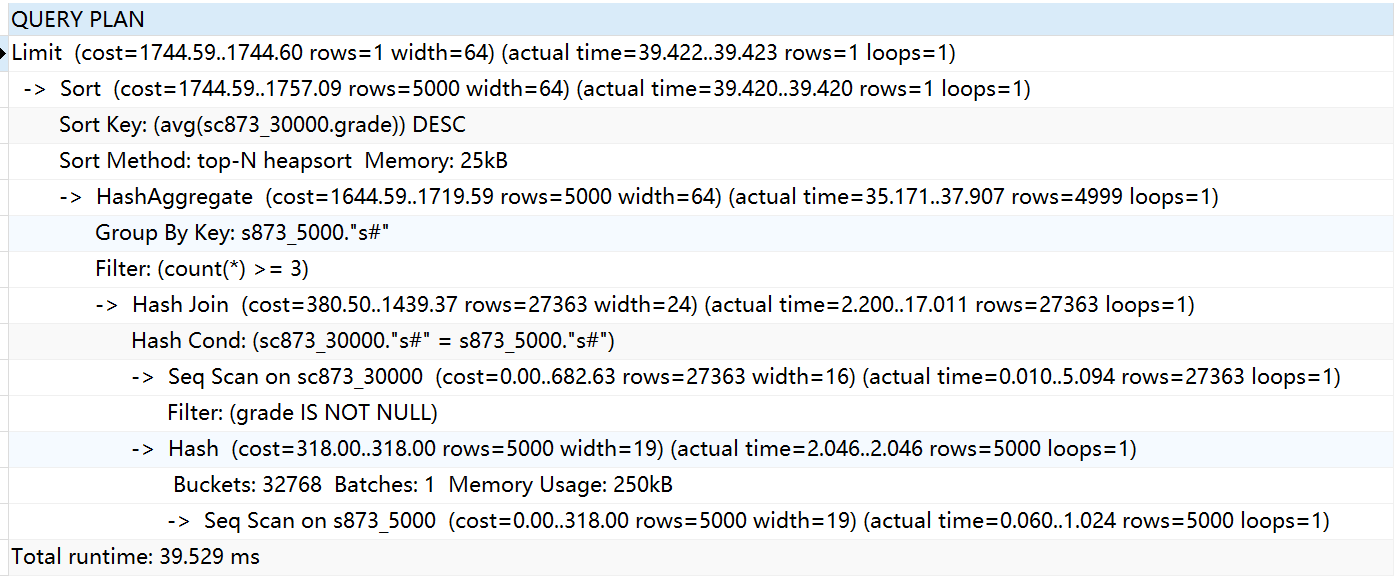 QUERY PLAN
Limit  (cost=1744.59..1744.60 rows=1 width=64) (actual time=39.422..39.423 rows=1 loops=1)
->  Sort  (cost=1744.59..1757.09 rows=5000 width=64) (actual time=39.420..39.420 rows=1 loops=1)
Sort Key: (avg(sc873_30000.grade)) DESC
Sort Method: top-N heapsort  Memory: 25kB
->  HashAggregate  (cost=1644.59..1719.59 rows=5000 width=64) (actual time=35.171..37.907 rows=4999 loops=1)
Group By Key: s873_5000."s#"
Filter: (count(*) >= 3)
->  Hash Join  (cost=380.50..1439.37 rows=27363 width=24) (actual time=2.200..17.011 rows=27363 loops=1)
Hash Cond: (sc873_30000."s#" = s873_5000."s#")
->  Seq Scan on sc873_30000  (cost=0.00..682.63 rows=27363 width=16) (actual time=0.010..5.094 rows=27363 loops=1)
Filter: (grade IS NOT NULL)
->  Hash  (cost=318.00..318.00 rows=5000 width=19) (actual time=2.046..2.046 rows=5000 loops=1)
Buckets: 32768  Batches: 1  Memory Usage: 250kB
->  Seq Scan on s873_5000  (cost=0.00..318.00 rows=5000 width=19) (actual time=0.060..1.024 rows=5000 loops=1)
Total runtime: 39.529 ms